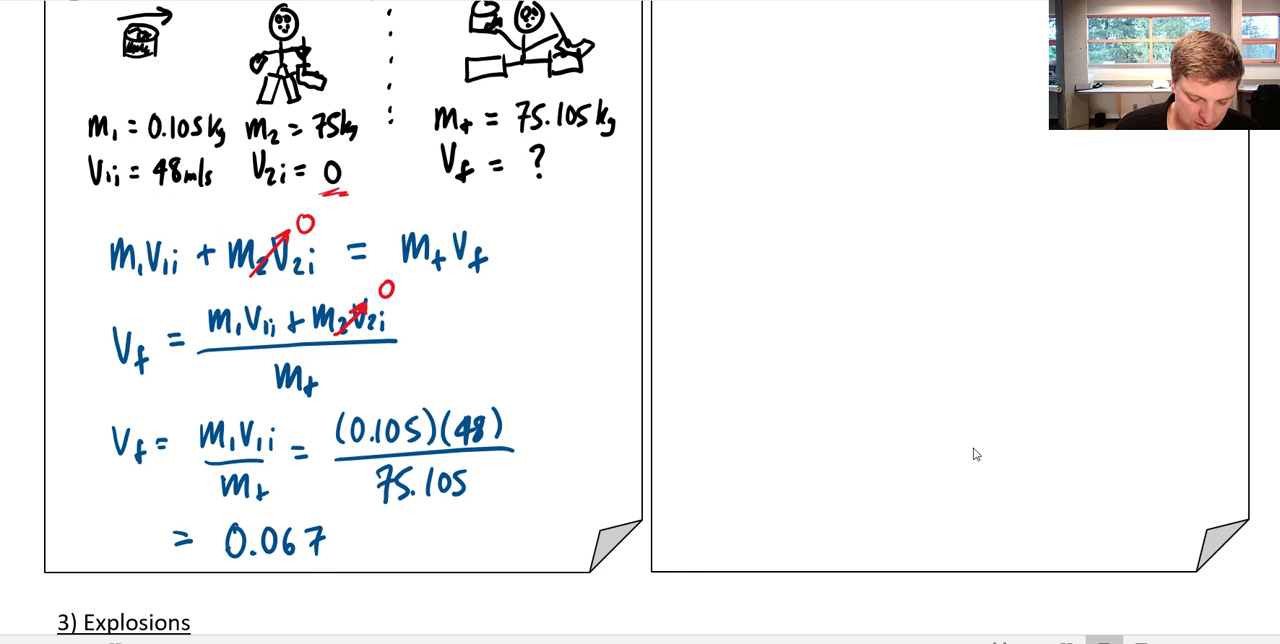 m₁ = 0.105 kg m₂ = 75 kg
V₁ᵢ = 48 m/s V₂ᵢ = 0
mₜ = 75.105 kg
V_f = ?
0
m₁V₁ᵢ + m₂V₂ᵢ = mₜV_f
0
V_f = m₁V₁ᵢ + m₂V₂ᵢ
mₜ
V_f = m₁V₁ᵢ / mₜ = (0.105)(48) / 75.105
= 0.067
3) Explosions